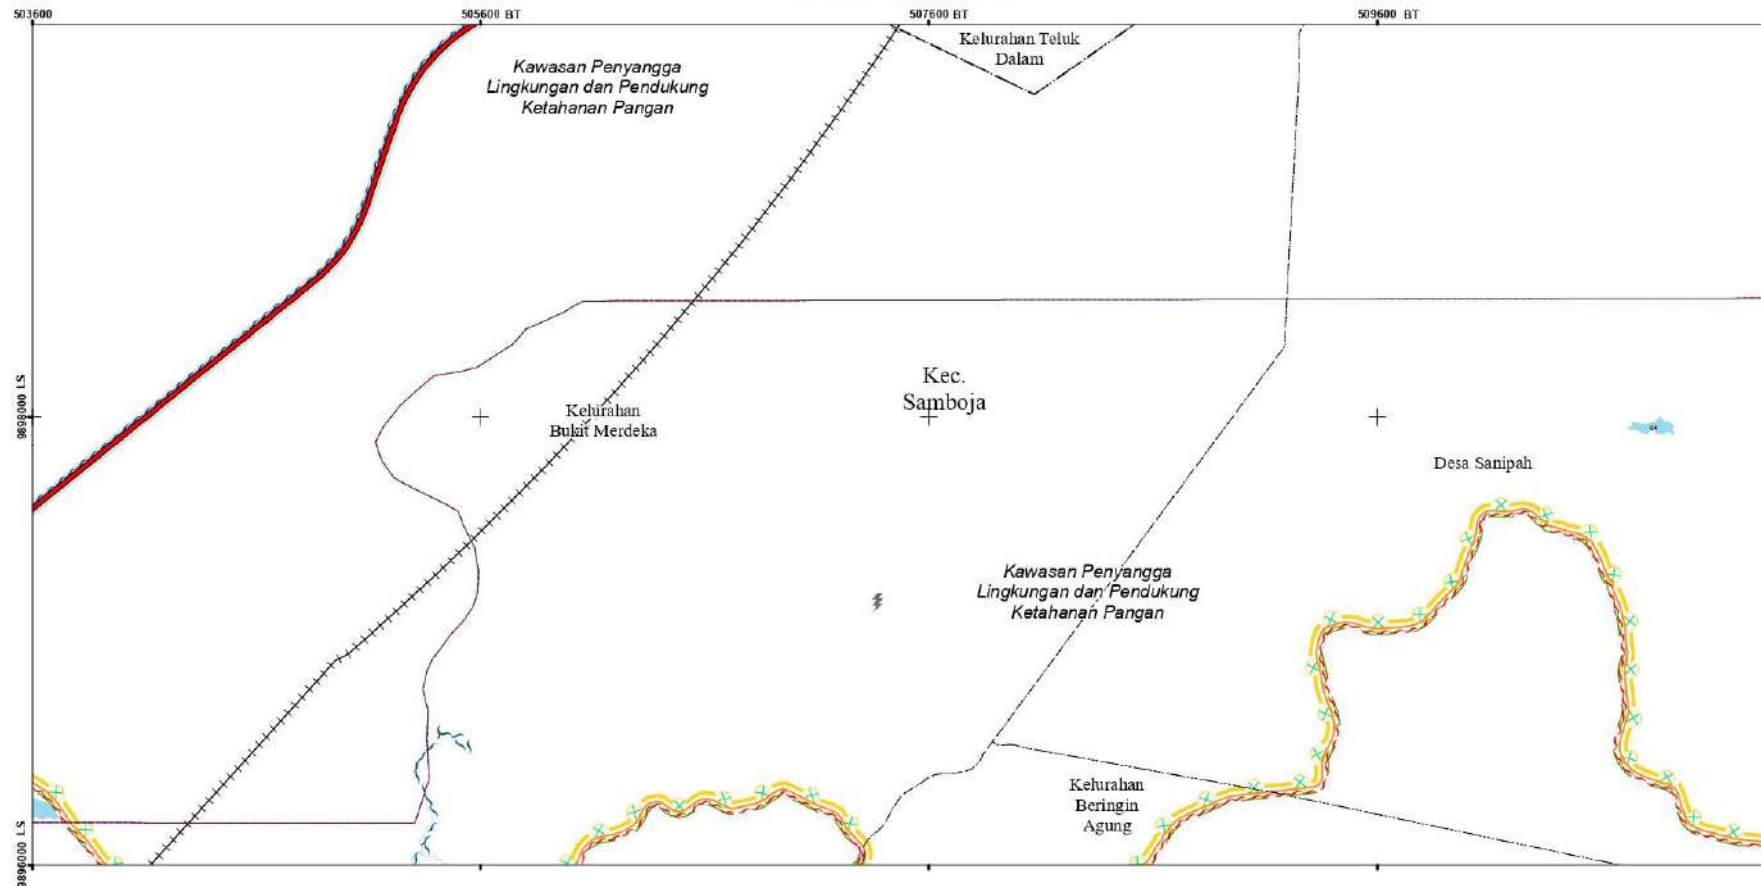 503600
505600 BT
507600 BT
509600 BT
Kelurahan Teluk
Dalam
Kawasan Penyangga
Lingkungan dan Pendukung
Ketahanan Pangan
Kec.
Samboja
9898000 LS
Kelurahan
Bukit Merdeka
Desa Sanipah
Kawasan Penyangga
Lingkungan dan Pendukung
Ketahanan Pangan
Kelurahan
Beringin
Agung
9896000 LS